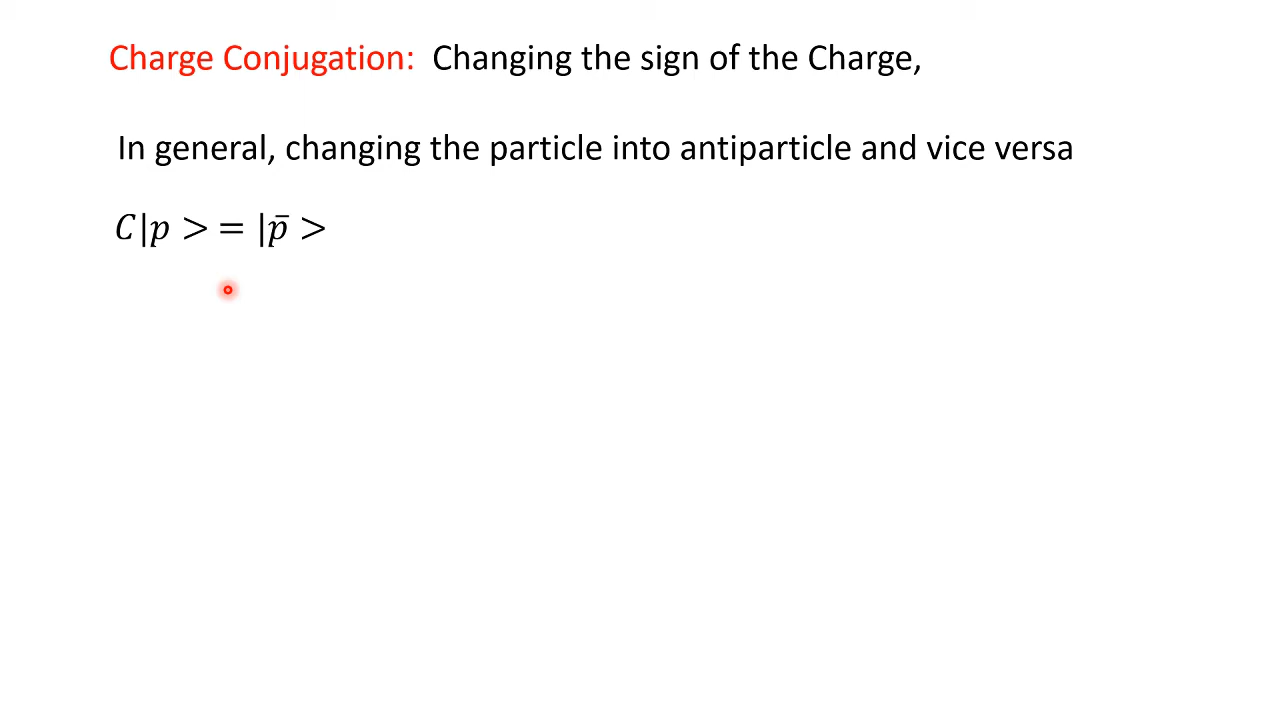 Charge Conjugation: Changing the sign of the Charge,
In general, changing the particle into antiparticle and vice versa
C|p > = |p̄ >